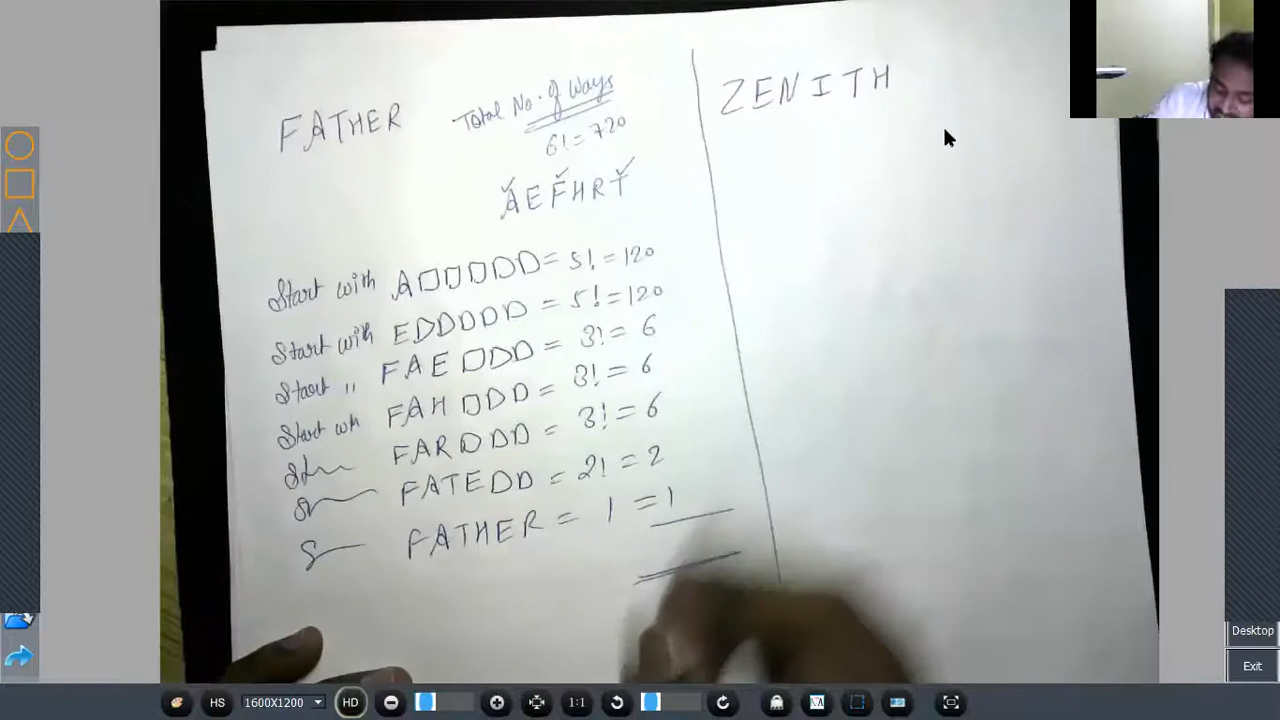 FATHER
Total No. of Ways
6! = 720
A E F H R T
Start with A□□□□□ = 5! = 120
Start with E□□□□□ = 5! = 120
Start " FAE□□□ = 3! = 6
Start wh FAH□□□ = 3! = 6
FAR□□□ = 3! = 6
FATE□□ = 2! = 2
FATHER = 1 = 1
ZENITH
Desktop
Exit
HS
1600X1200
HD
1:1